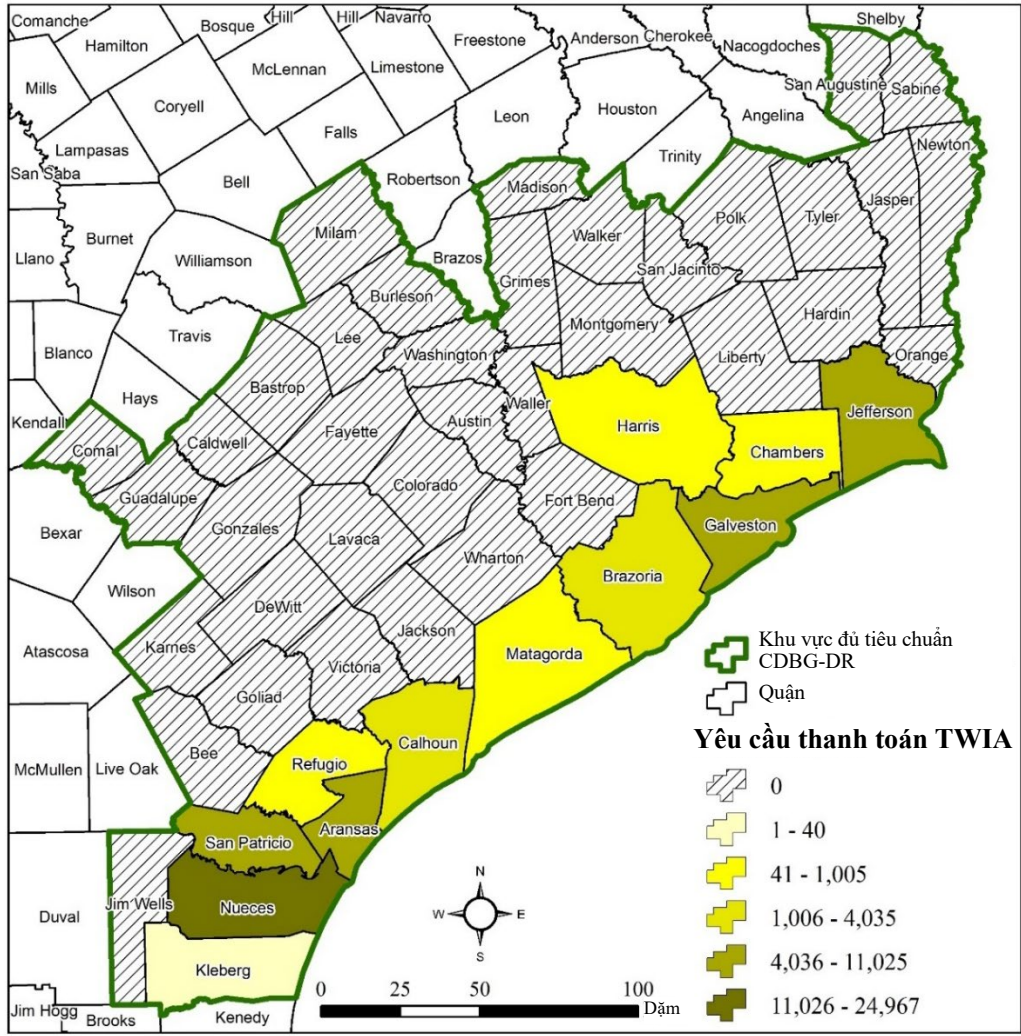 Comanche
Bosque
Hill
Hill
Navarro
Shelby
Hamilton
Freestone
Anderson
Cherokee
Nacogdoches
McLennan
Limestone
San Augustine
Sabine
Mills
Coryell
Leon
Houston
Angelina
Falls
Newton
Lampasas
Trinity
San Saba
Bell
Robertson
Madison
Jasper
Burnet
Milam
Walker
Polk
Tyler
Llano
Williamson
Brazos
Grimes
San Jacinto
Burleson
Travis
Lee
Montgomery
Hardin
Blanco
Washington
Liberty
Orange
Bastrop
Hays
Waller
Jefferson
Kendall
Austin
Harris
Caldwell
Fayette
Comal
Chambers
Guadalupe
Colorado
Fort Bend
Galveston
Bexar
Gonzales
Lavaca
Wharton
Brazoria
Wilson
DeWitt
Karnes
Jackson
Atascosa
Matagorda
Victoria
Goliad
Calhoun
Bee
Refugio
McMullen
Live Oak
Aransas
San Patricio
Jim Wells
Nueces
Duval
Kleberg
Jim Hogg
Brooks
Kenedy
N
W
E
S
0
25
50
100
Dặm
Khu vực đủ tiêu chuẩn
CDBG-DR
Quận
Yêu cầu thanh toán TWIA
0
1 - 40
41 - 1,005
1,006 - 4,035
4,036 - 11,025
11,026 - 24,967